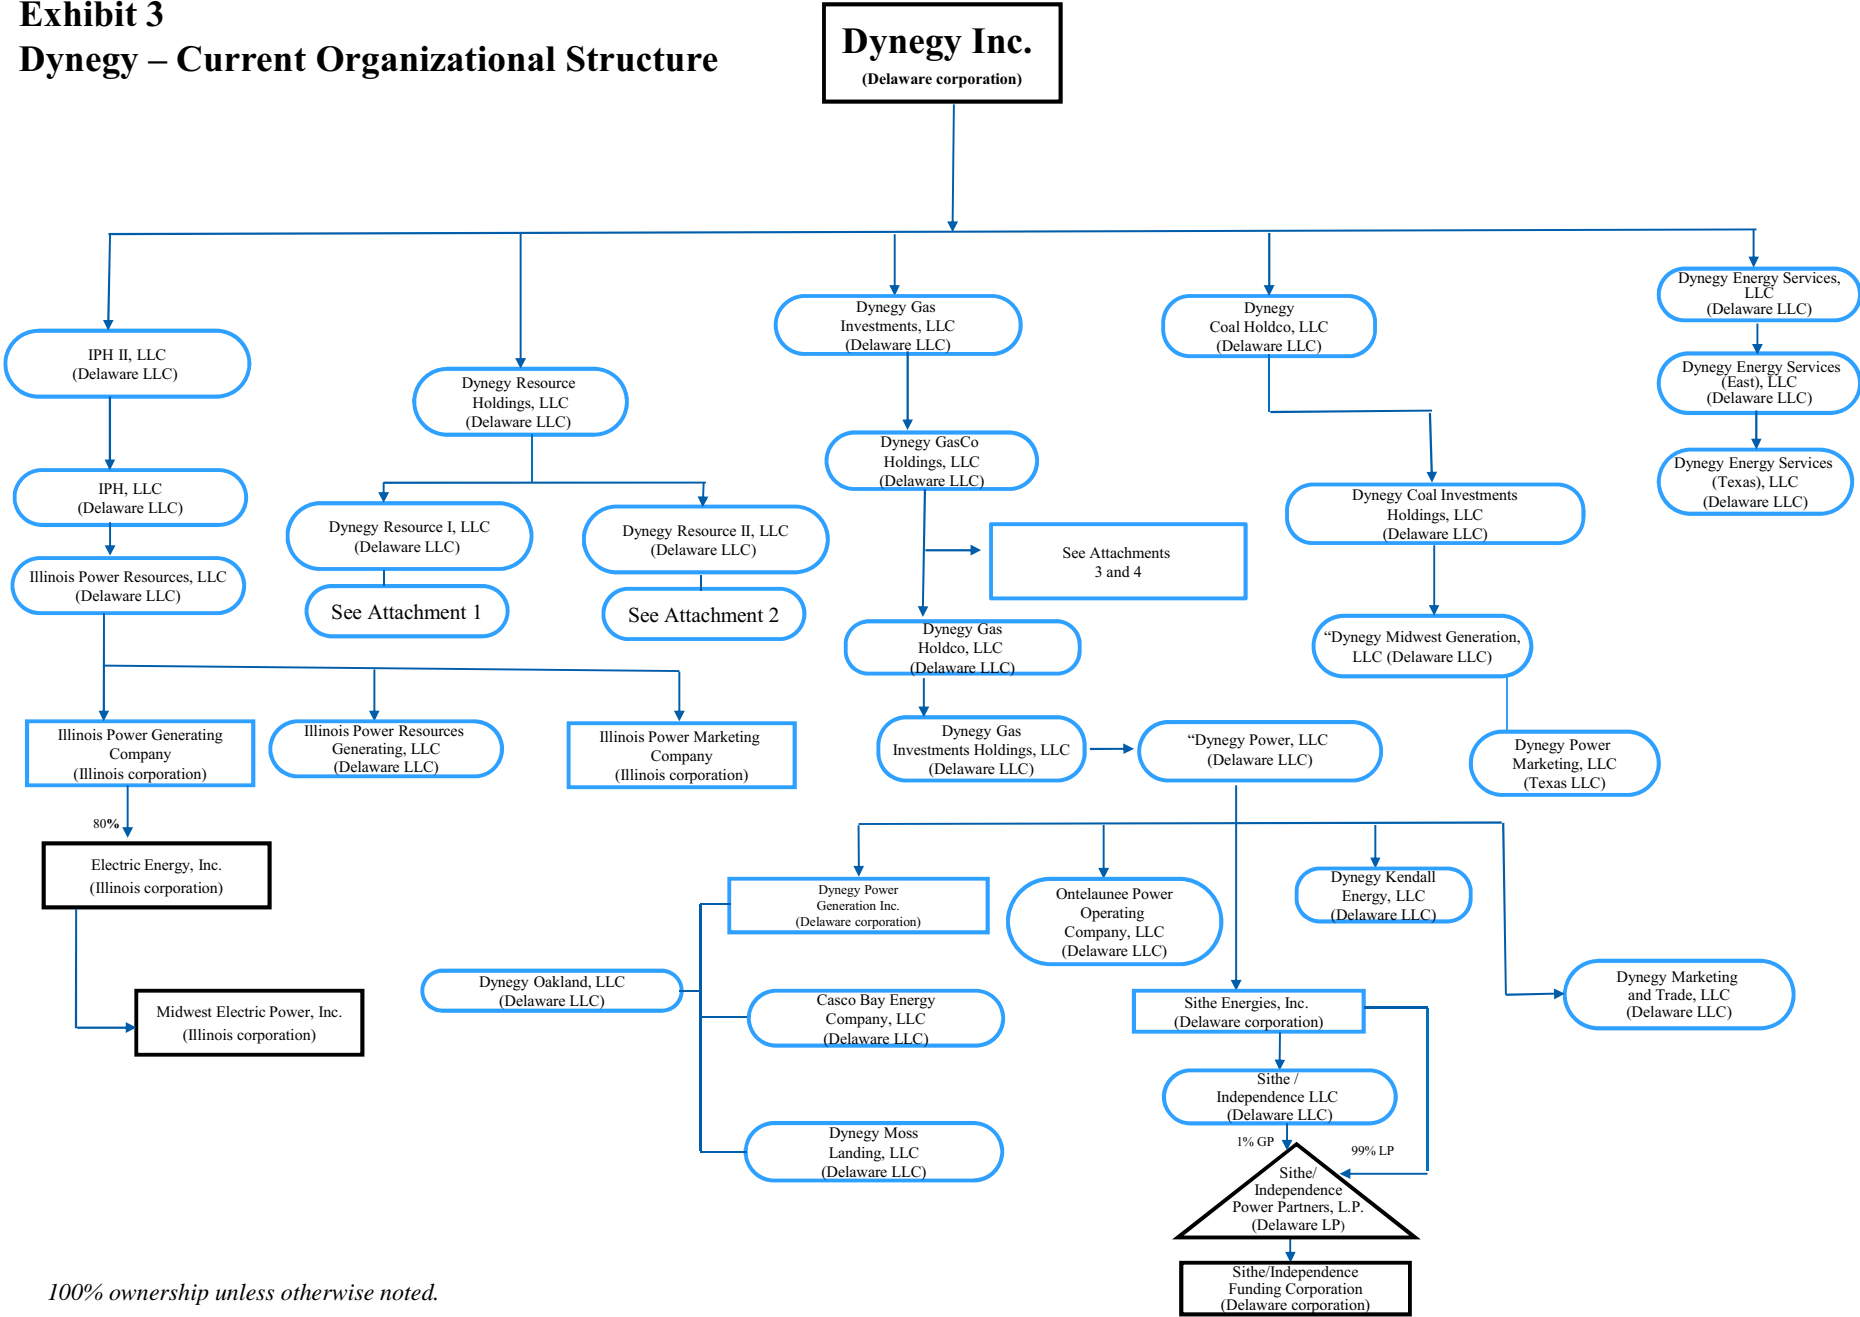 Exhibit 3
Dynegy – Current Organizational Structure
Dynegy Inc.
(Delaware corporation)
IPH II, LLC
(Delaware LLC)
IPH, LLC
(Delaware LLC)
Illinois Power Resources, LLC
(Delaware LLC)
Illinois Power Generating
Company
(Illinois corporation)
Illinois Power Resources
Generating, LLC
(Delaware LLC)
Illinois Power Marketing
Company
(Illinois corporation)
80%
Electric Energy, Inc.
(Illinois corporation)
Midwest Electric Power, Inc.
(Illinois corporation)
Dynegy Resource
Holdings, LLC
(Delaware LLC)
Dynegy Resource I, LLC
(Delaware LLC)
See Attachment 1
Dynegy Resource II, LLC
(Delaware LLC)
See Attachment 2
Dynegy Gas
Investments, LLC
(Delaware LLC)
Dynegy GasCo
Holdings, LLC
(Delaware LLC)
See Attachments
3 and 4
Dynegy Gas
Holdco, LLC
(Delaware LLC)
Dynegy Gas
Investments Holdings, LLC
(Delaware LLC)
“Dynegy Power, LLC
(Delaware LLC)
Dynegy Power
Generation Inc.
(Delaware corporation)
Dynegy Oakland, LLC
(Delaware LLC)
Casco Bay Energy
Company, LLC
(Delaware LLC)
Dynegy Moss
Landing, LLC
(Delaware LLC)
Ontelaunee Power
Operating
Company, LLC
(Delaware LLC)
Sithe Energies, Inc.
(Delaware corporation)
Sithe /
Independence LLC
(Delaware LLC)
1% GP
99% LP
Sithe/
Independence
Power Partners, L.P.
(Delaware LP)
Sithe/Independence
Funding Corporation
(Delaware corporation)
Dynegy Kendall
Energy, LLC
(Delaware LLC)
Dynegy Marketing
and Trade, LLC
(Delaware LLC)
Dynegy
Coal Holdco, LLC
(Delaware LLC)
Dynegy Coal Investments
Holdings, LLC
(Delaware LLC)
“Dynegy Midwest Generation,
LLC (Delaware LLC)
Dynegy Power
Marketing, LLC
(Texas LLC)
Dynegy Energy Services,
LLC
(Delaware LLC)
Dynegy Energy Services
(East), LLC
(Delaware LLC)
Dynegy Energy Services
(Texas), LLC
(Delaware LLC)
100% ownership unless otherwise noted.